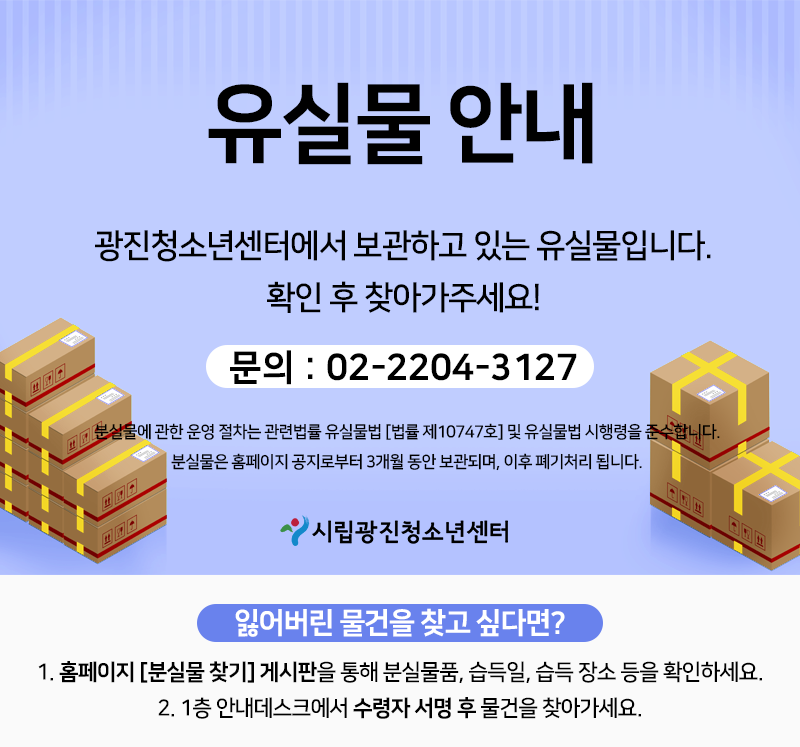 유실물 안내
광진청소년센터에서 보관하고 있는 유실물입니다.
확인 후 찾아가주세요!
문의 : 02-2204-3127
분실물에 관한 운영 절차는 관련법률 유실물법 [법률 제10747호] 및 유실물법 시행령을 준수합니다.
분실물은 홈페이지 공지로부터 3개월 동안 보관되며, 이후 폐기처리 됩니다.
시립광진청소년센터
잃어버린 물건을 찾고 싶다면?
1. 홈페이지 [분실물 찾기] 게시판을 통해 분실물품, 습득일, 습득 장소 등을 확인하세요.
2. 1층 안내데스크에서 수령자 서명 후 물건을 찾아가세요.